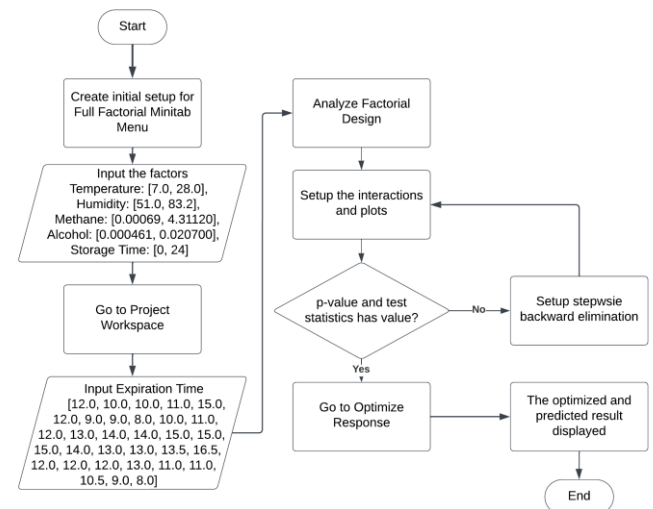 Start
Create initial setup for
Full Factorial Minitab
Menu
Input the factors
Temperature: [7.0, 28.0],
Humidity: [51.0, 83.2],
Methane: [0.00069, 4.31120],
Alcohol: [0.000461, 0.020700],
Storage Time: [0, 24]
Go to Project
Workspace
Input Expiration Time
[12.0, 10.0, 10.0, 11.0, 15.0,
12.0, 9.0, 9.0, 8.0, 10.0, 11.0,
12.0, 13.0, 14.0, 14.0, 15.0, 15.0,
15.0, 14.0, 13.0, 13.0, 13.5, 16.5,
12.0, 12.0, 12.0, 13.0, 11.0, 11.0,
10.5, 9.0, 8.0]
Analyze Factorial
Design
Setup the interactions
and plots
p-value and test
statistics has value?
No
Setup stepwsie
backward elimination
Yes
Go to Optimize
Response
The optimized and
predicted result
displayed
End